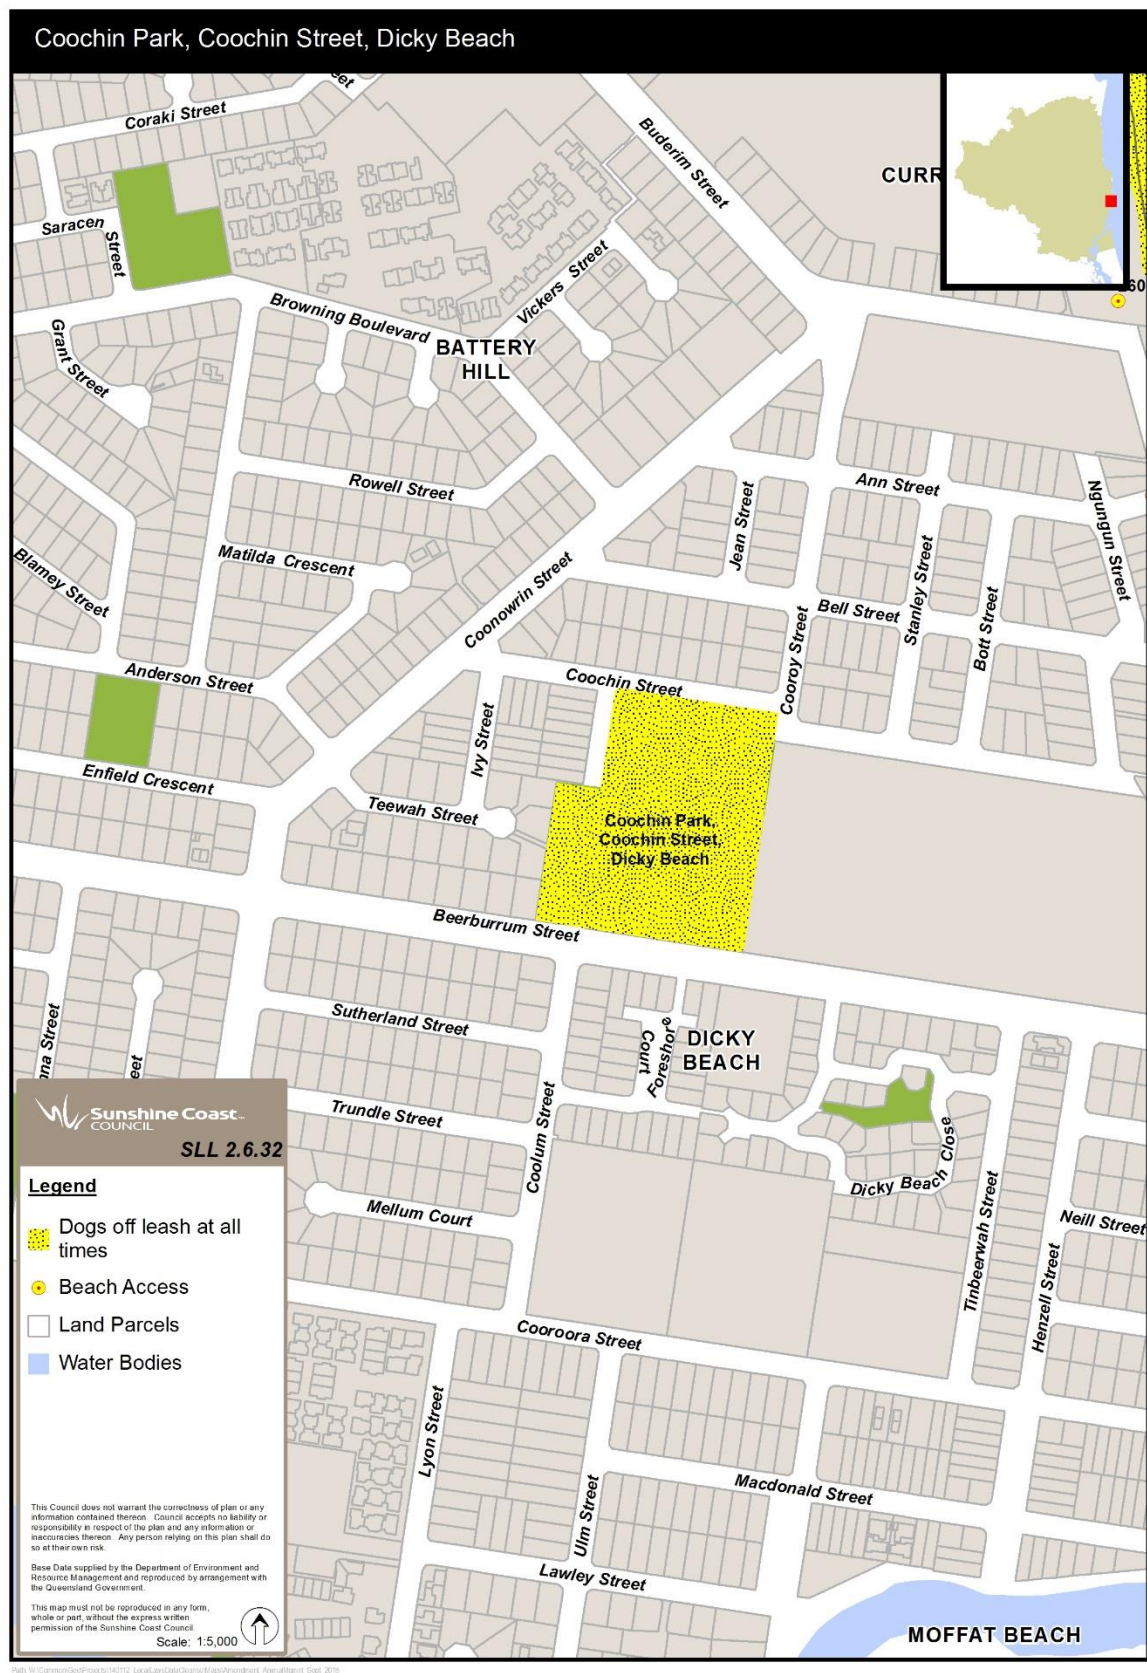 Coochin Park, Coochin Street, Dicky Beach
Coraki Street
Buderim Street
CURR
Saracen
Street
60
Vickers Street
Browning Boulevard
BATTERY
HILL
Grant Street
Rowell Street
Ann Street
Jean Street
Ngungun Street
Matilda Crescent
Stanley Street
Blamey Street
Coonowrin Street
Bell Street
Bott Street
Cooroy Street
Anderson Street
Coochin Street
Ivy Street
Enfield Crescent
Teewah Street
Coochin Park,
Coochin Street,
Dicky Beach
Beerburrum Street
Sutherland Street
Foreshore
Court
DICKY
BEACH
nna Street
eet
Trundle Street
Coolum Street
Dicky Beach Close
Mellum Court
Tinbeerwah Street
Neill Street
Henzell Street
Cooroora Street
Lyon Street
Macdonald Street
Ulm Street
Lawley Street
MOFFAT BEACH
Sunshine Coast
COUNCIL
SLL 2.6.32
Legend
Dogs off leash at all
times
Beach Access
Land Parcels
Water Bodies
This Council does not warrant the correctness of plan or any
information contained thereon. Council accepts no liability or
responsibility in respect of the plan and any information or
inaccuracies thereon. Any person relying on this plan shall do
so at their own risk.
Base Data supplied by the Department of Environment and
Resource Management and reproduced by arrangement with
the Queensland Government.
This map must not be reproduced in any form,
whole or part, without the express written
permission of the Sunshine Coast Council.
Scale: 1:5,000